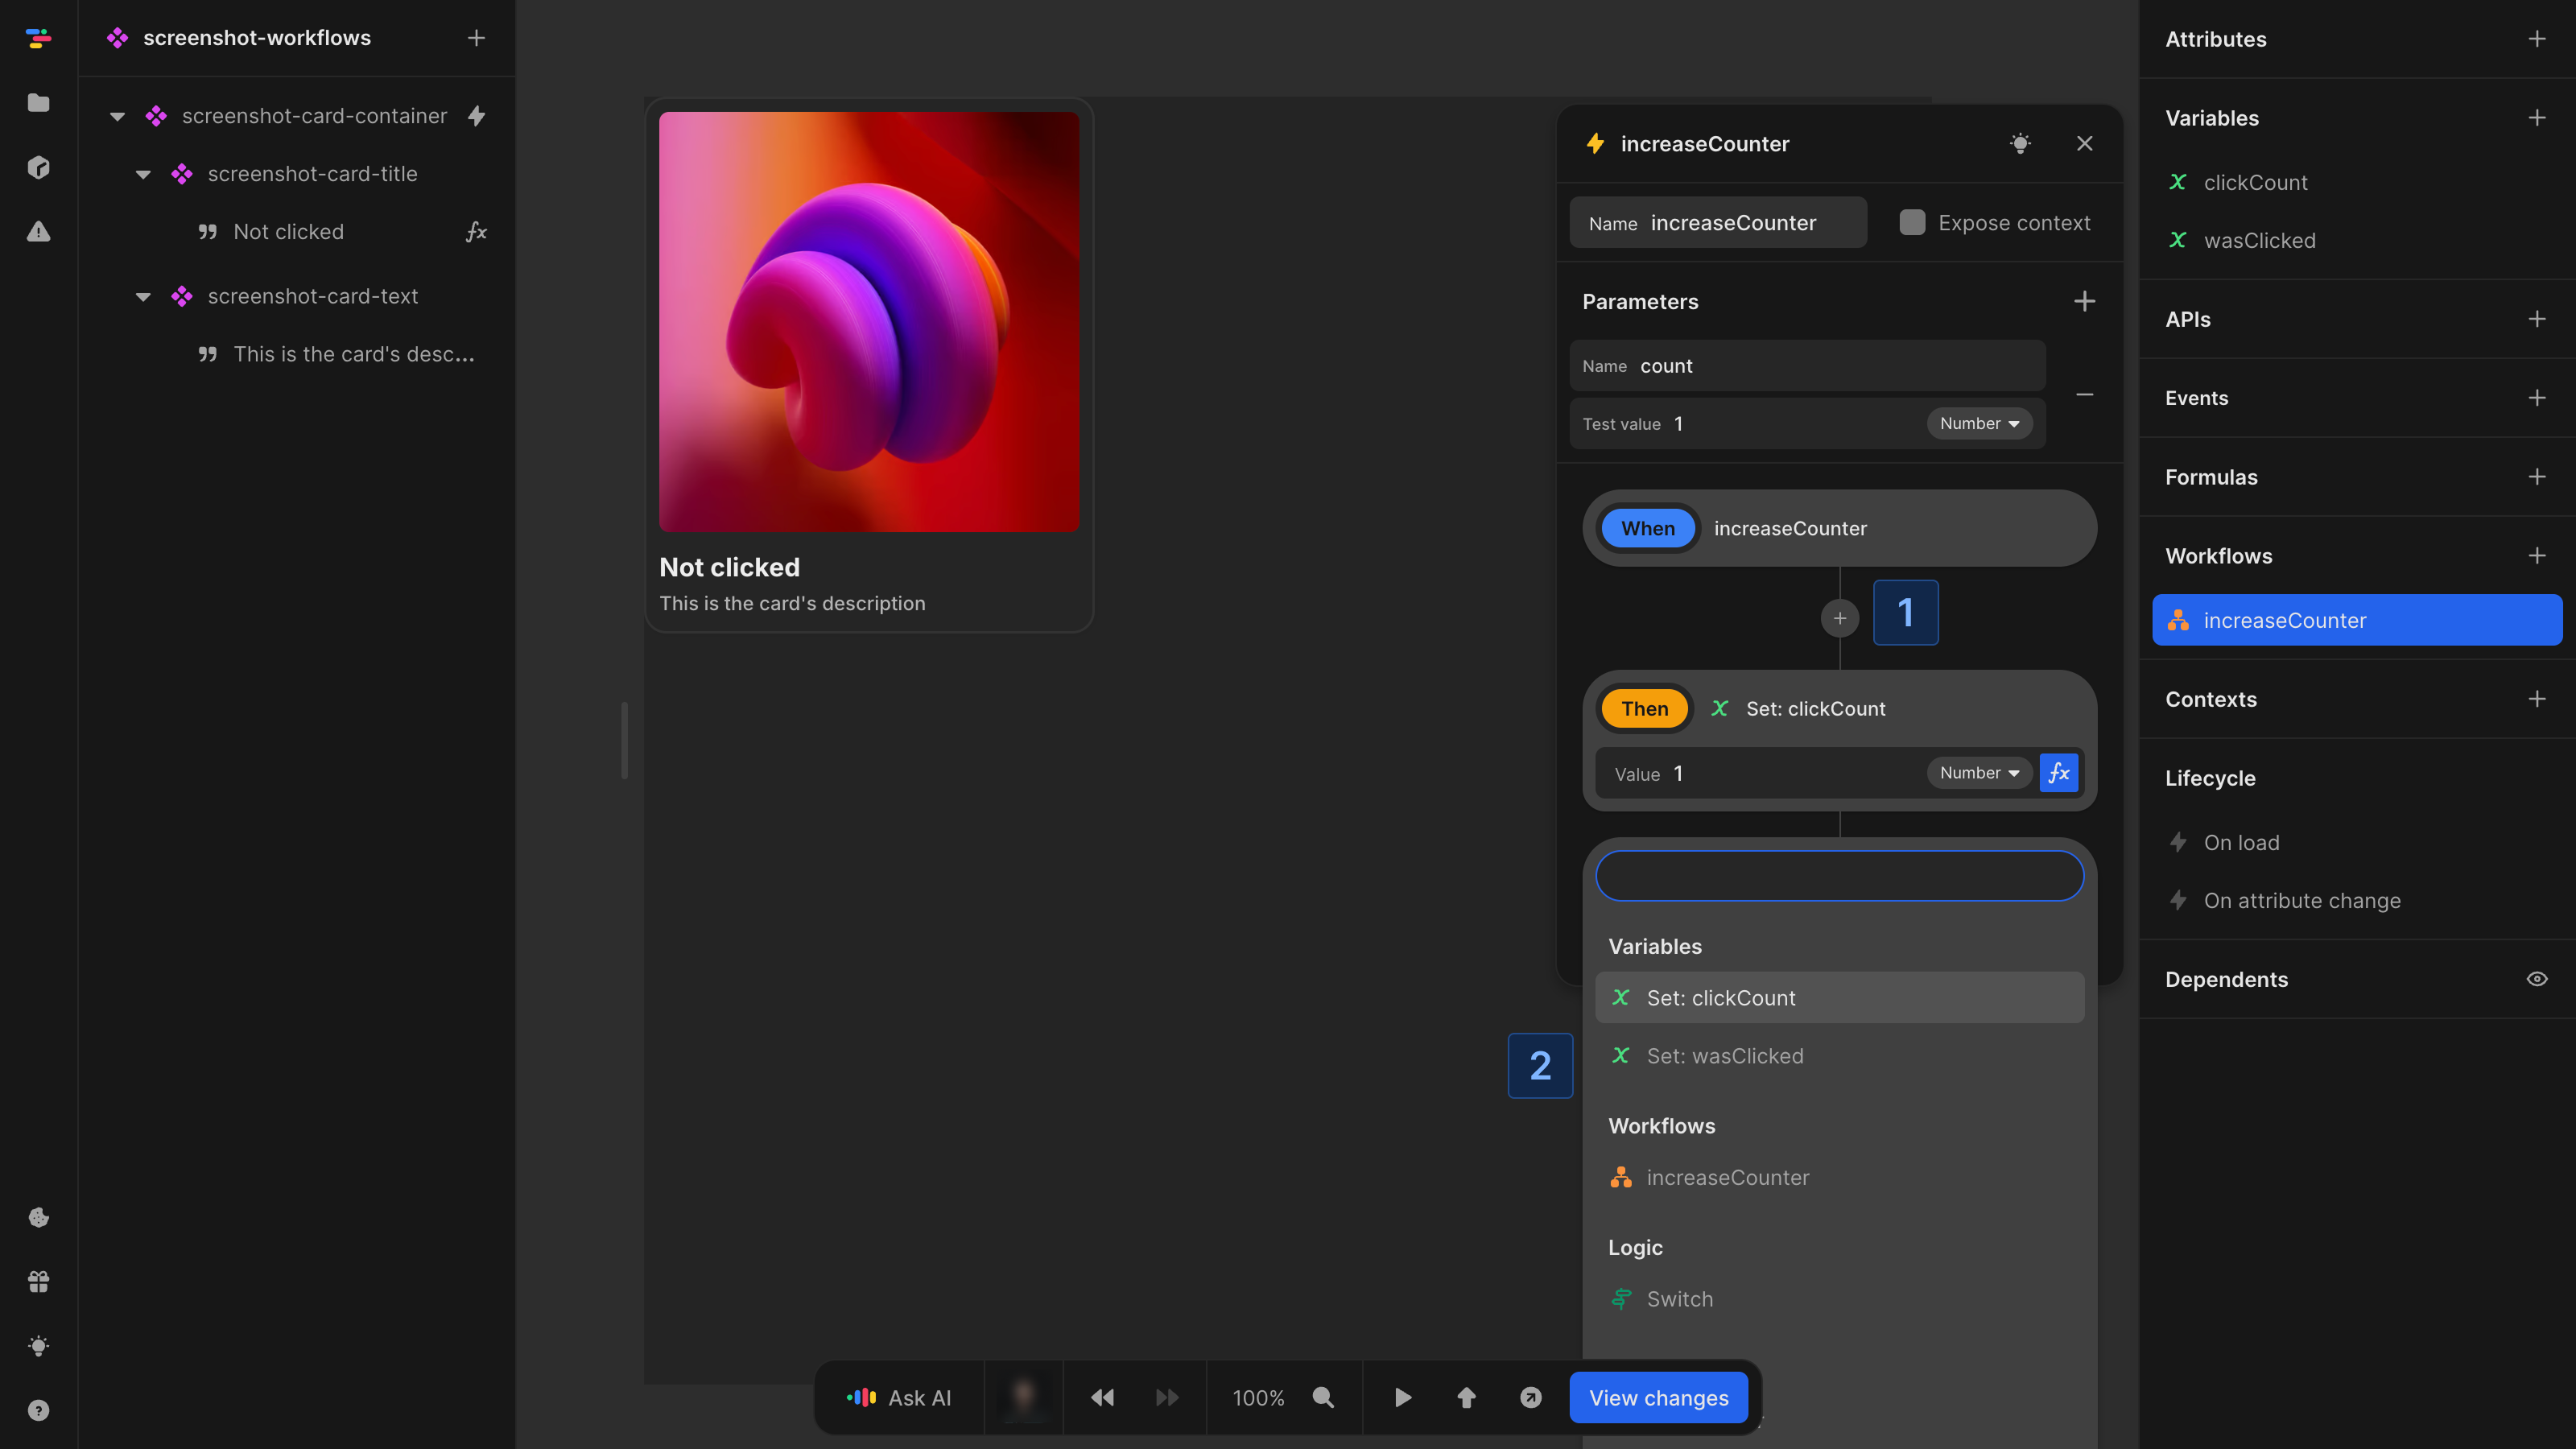 screenshot-workflows
screenshot-card-container
screenshot-card-title
Not clicked
fx
screenshot-card-text
This is the card's desc...
Not clicked
This is the card's description
increaseCounter
Name increaseCounter
Expose context
Parameters
Name count
Test value 1
Number
When increaseCounter
1
Then Set: clickCount
Value 1
Number
fx
Variables
Set: clickCount
Set: wasClicked
2
Workflows
increaseCounter
Logic
Switch
Ask AI
100%
View changes
Attributes
Variables
clickCount
wasClicked
APIs
Events
Formulas
Workflows
increaseCounter
Contexts
Lifecycle
On load
On attribute change
Dependents